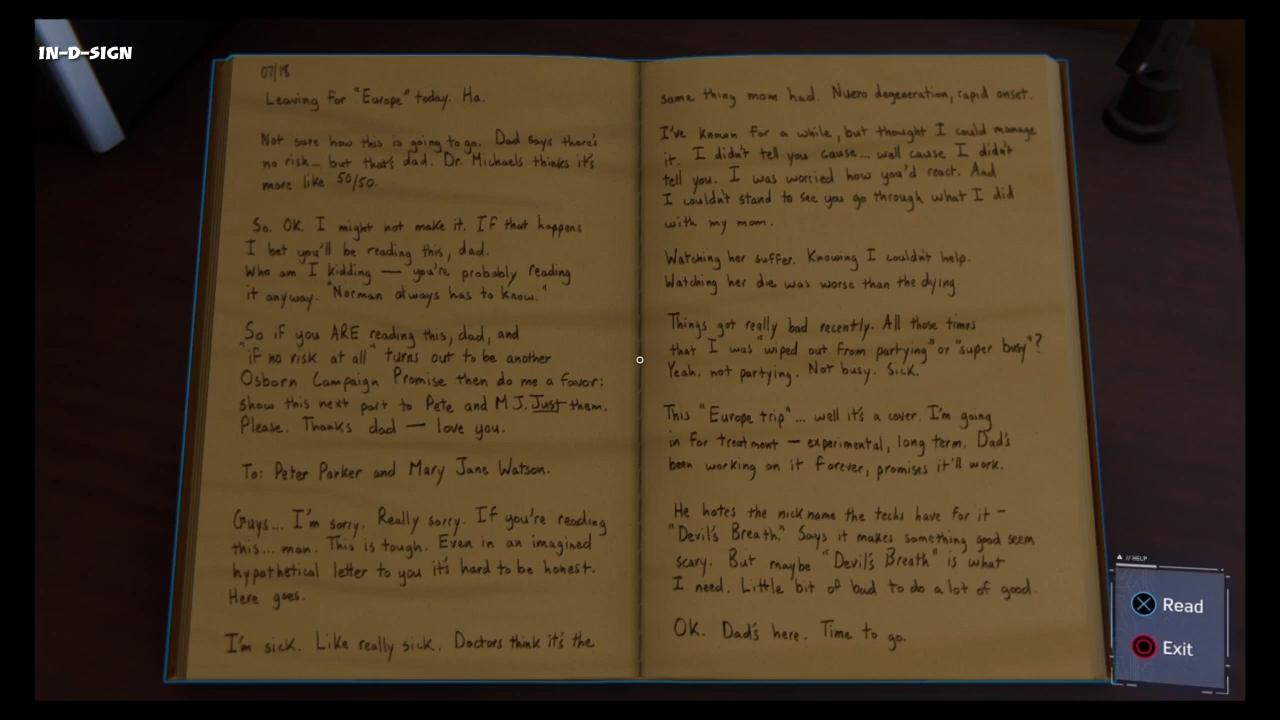 IN-D-SIGN
07/18
Leaving for "Europe" today. Ha.
Not sure how this is going to go. Dad says there's
no risk... but that's dad. Dr. Michaels thinks it's
more like 50/50.
So. OK. I might not make it. If that happens
I bet you'll be reading this, dad.
Who am I kidding — you're probably reading
it anyway. "Norman always has to know."
So if you ARE reading this, dad, and
"if no risk at all" turns out to be another
Osborn Campaign Promise then do me a favor:
show this next part to Pete and MJ. Just them.
Please. Thanks dad — love you.
To: Peter Parker and Mary Jane Watson.
Guys... I'm sorry. Really sorry. If you're reading
this... man. This is tough. Even in an imagined
hypothetical letter to you it's hard to be honest.
Here goes.
I'm sick. Like really sick. Doctors think it's the
same thing mom had. Nuero degeneration, rapid onset.
I've known for a while, but thought I could manage
it. I didn't tell you cause... well cause I didn't
tell you. I was worried how you'd react. And
I couldn't stand to see you go through what I did
with my mom.
Watching her suffer. Knowing I couldn't help.
Watching her die was worse than the dying.
Things got really bad recently. All those times
that I was "wiped out from partying" or "super busy"?
Yeah. not partying. Not busy. Sick.
This "Europe trip"... well it's a cover. I'm going
in for treatment — experimental, long term. Dad's
been working on it forever, promises it'll work.
He hates the nickname the techs have for it –
"Devil's Breath." Says it makes something good seem
scary. But maybe "Devil's Breath" is what
I need. Little bit of bad to do a lot of good.
OK. Dad's here. Time to go.
// HELP
Read
Exit